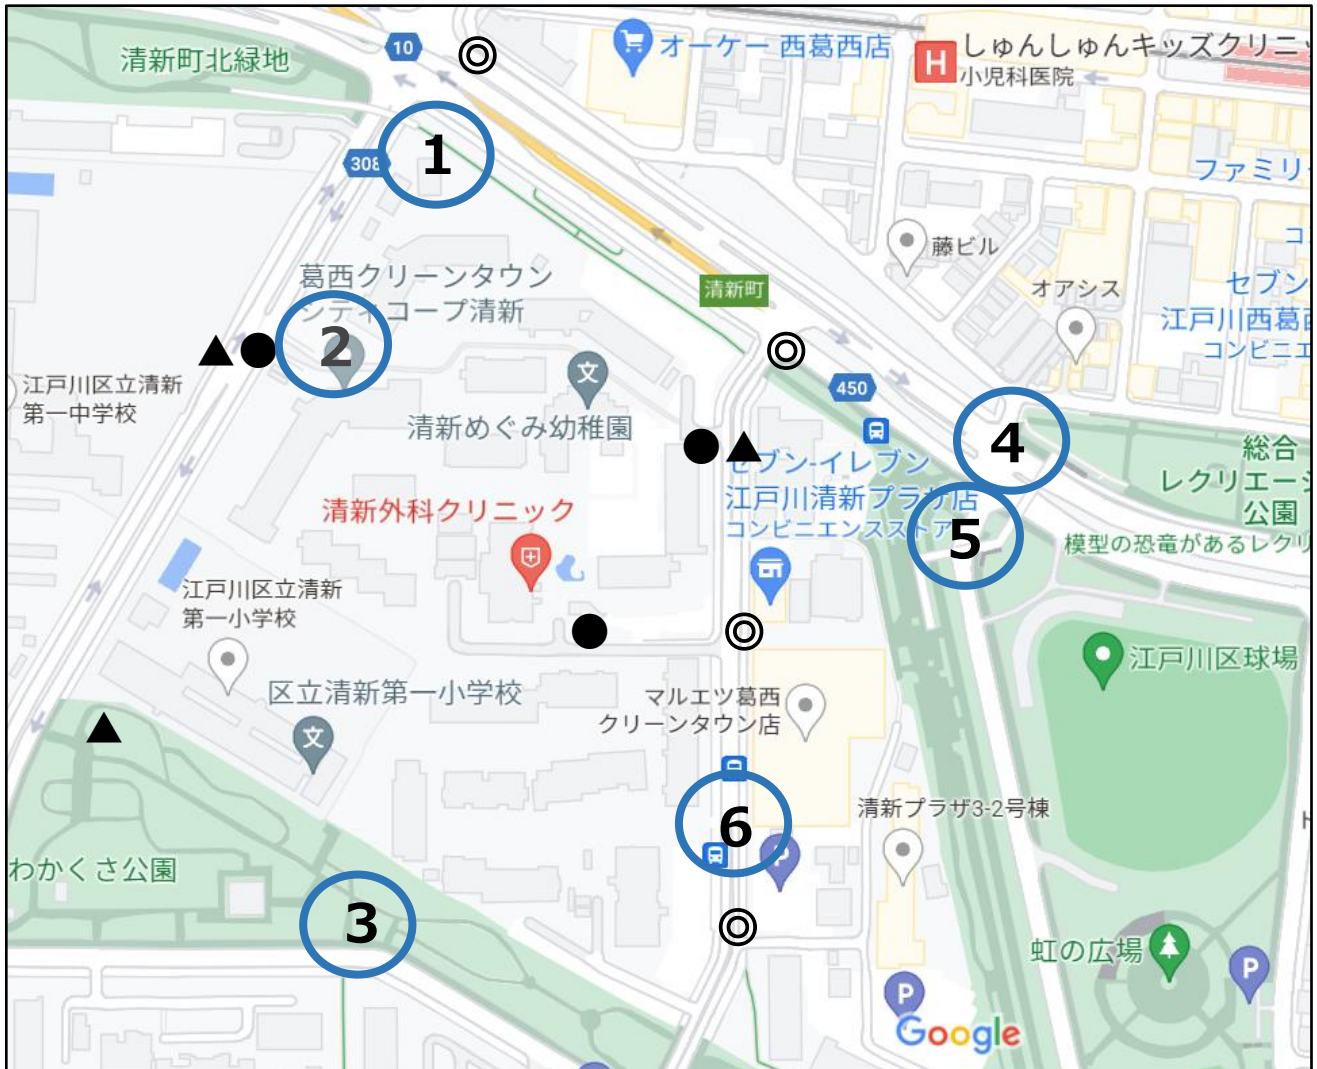 清新町北緑地
10
オーケー 西葛西店
しゅんしゅんキッズクリニッ
小児科医院
H
1
308
ファミリ
藤ビル
コ
セブン
江戸川西葛西
コンビニエ
オアシス
清新町
葛西クリーンタウン
シティコープ清新
2
450
江戸川区立清新
第一中学校
文
清新めぐみ幼稚園
4
総合
レクリエーシ
公園
セブン-イレブン
江戸川清新プラザ店
コンビニエンスストア
5
模型の恐竜があるレクリ
清新外科クリニック
江戸川区立清新
第一小学校
江戸川区球場
区立清新第一小学校
文
マルエツ葛西
クリーンタウン店
6
P
清新プラザ3-2号棟
わかくさ公園
3
虹の広場
P
P
Google